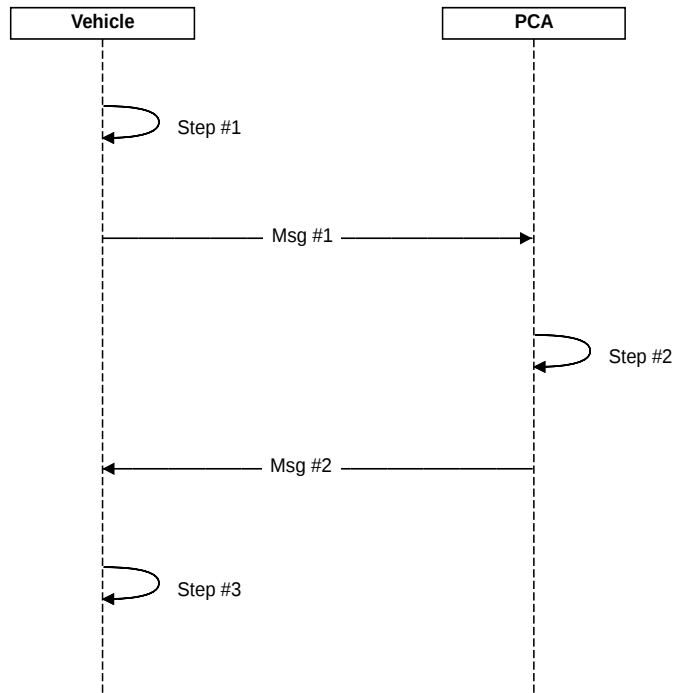 Vehicle
PCA
Step #1
Msg #1
Step #2
Msg #2
Step #3